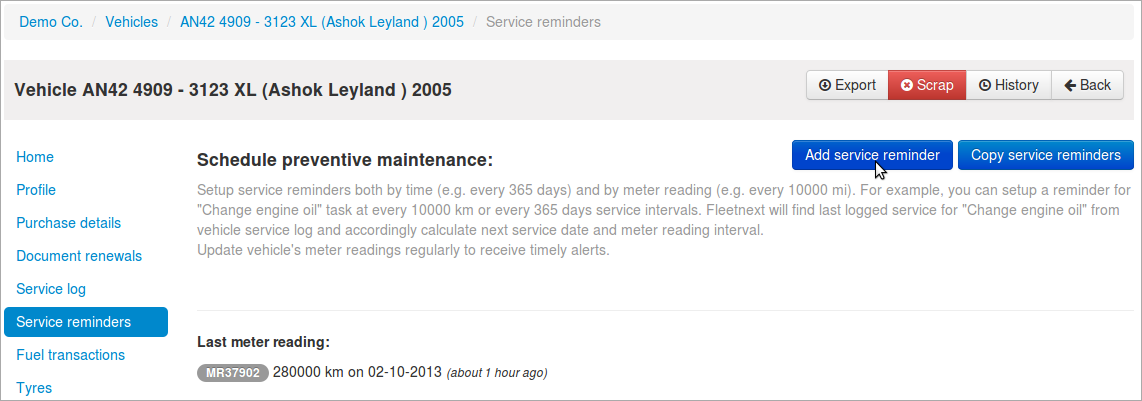 Demo Co. / Vehicles / AN42 4909 - 3123 XL (Ashok Leyland ) 2005 / Service reminders
Vehicle AN42 4909 - 3123 XL (Ashok Leyland ) 2005
Export Scrap History Back
Home
Profile
Purchase details
Document renewals
Service log
Service reminders
Fuel transactions
Tyres
Schedule preventive maintenance:
Add service reminder Copy service reminders
Setup service reminders both by time (e.g. every 365 days) and by meter reading (e.g. every 10000 mi). For example, you can setup a reminder for
"Change engine oil" task at every 10000 km or every 365 days service intervals. Fleetnext will find last logged service for "Change engine oil" from
vehicle service log and accordingly calculate next service date and meter reading interval.
Update vehicle's meter readings regularly to receive timely alerts.
Last meter reading:
MR37902 280000 km on 02-10-2013 (about 1 hour ago)